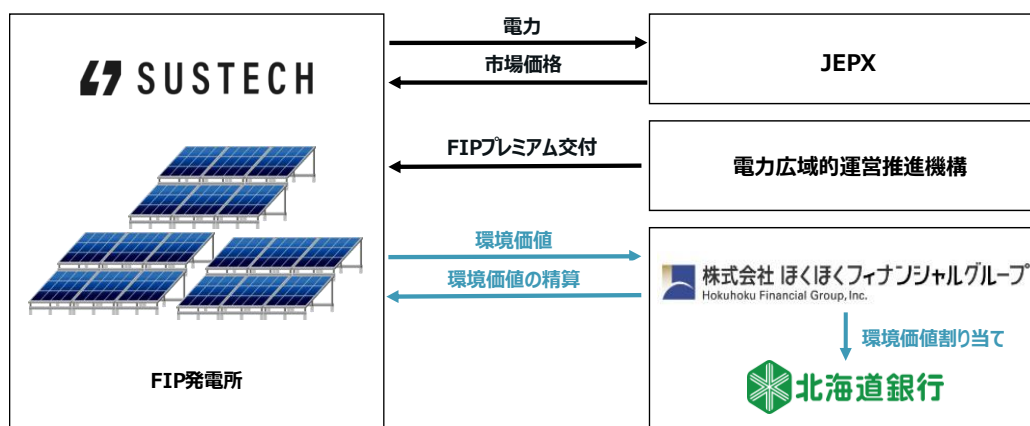 SUSTECH
FIP発電所
電力
市場価格
JEPX
FIPプレミアム交付
電力広域的運営推進機構
環境価値
環境価値の精算
株式会社 ほくほくフィナンシャルグループ
Hokuhoku Financial Group, Inc.
環境価値割り当て
北海道銀行